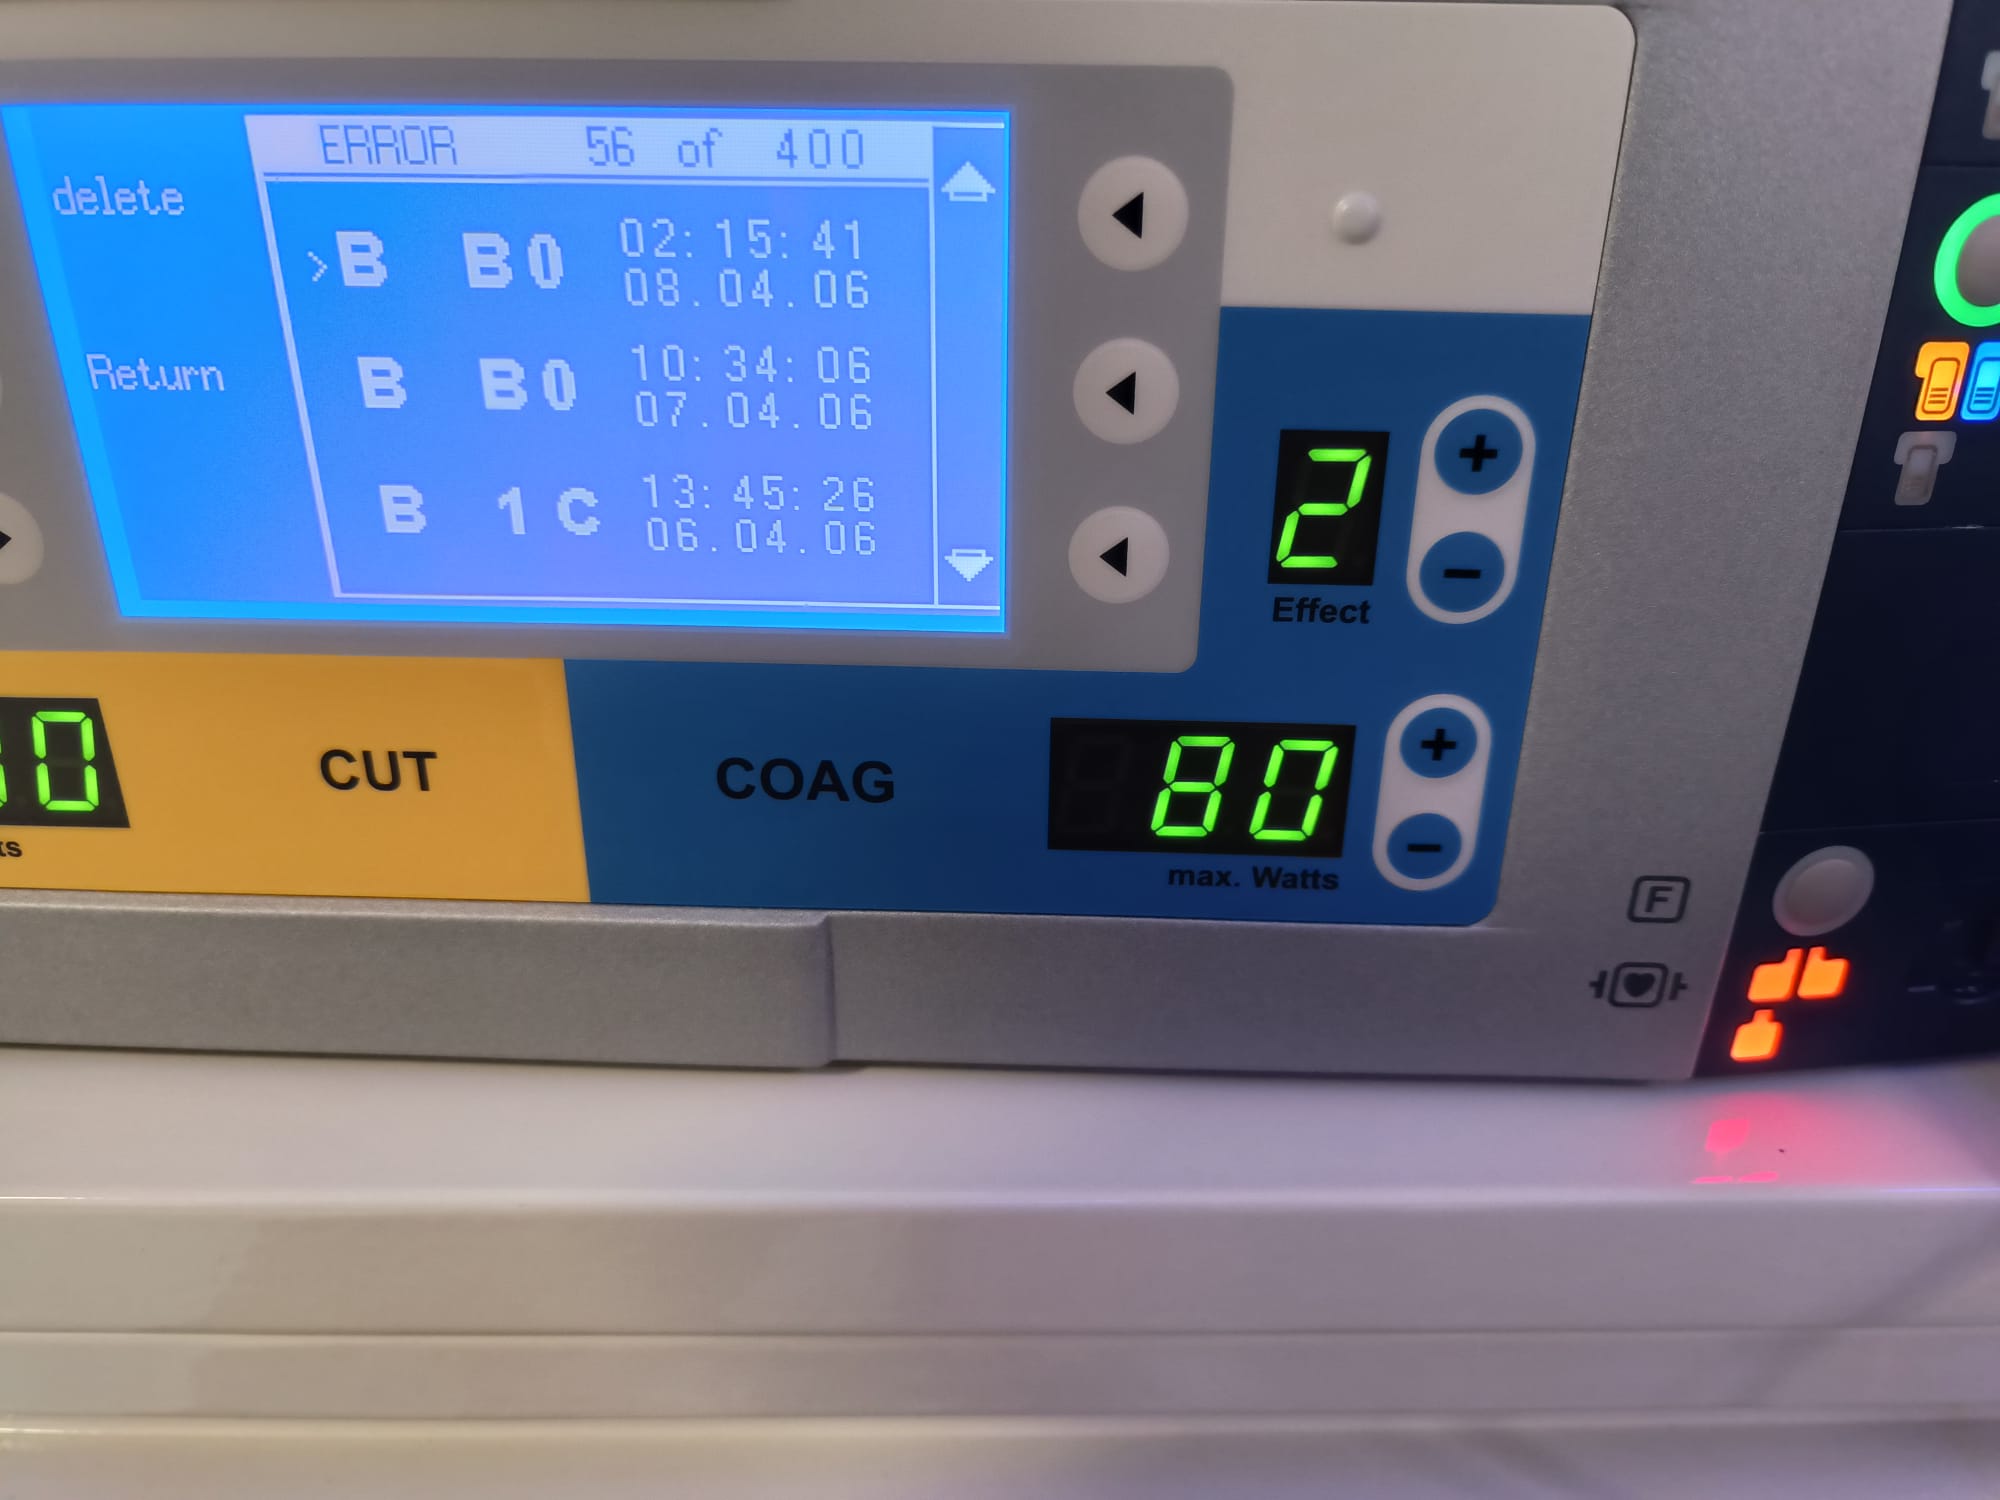 ERROR 56 of 400
delete
>B B0 02:15:41
08.04.06
Return
B B0 10:34:06
07.04.06
B 1C 13:45:26
06.04.06
2
+
-
Effect
0
CUT
COAG
80
+
-
max. Watts
F